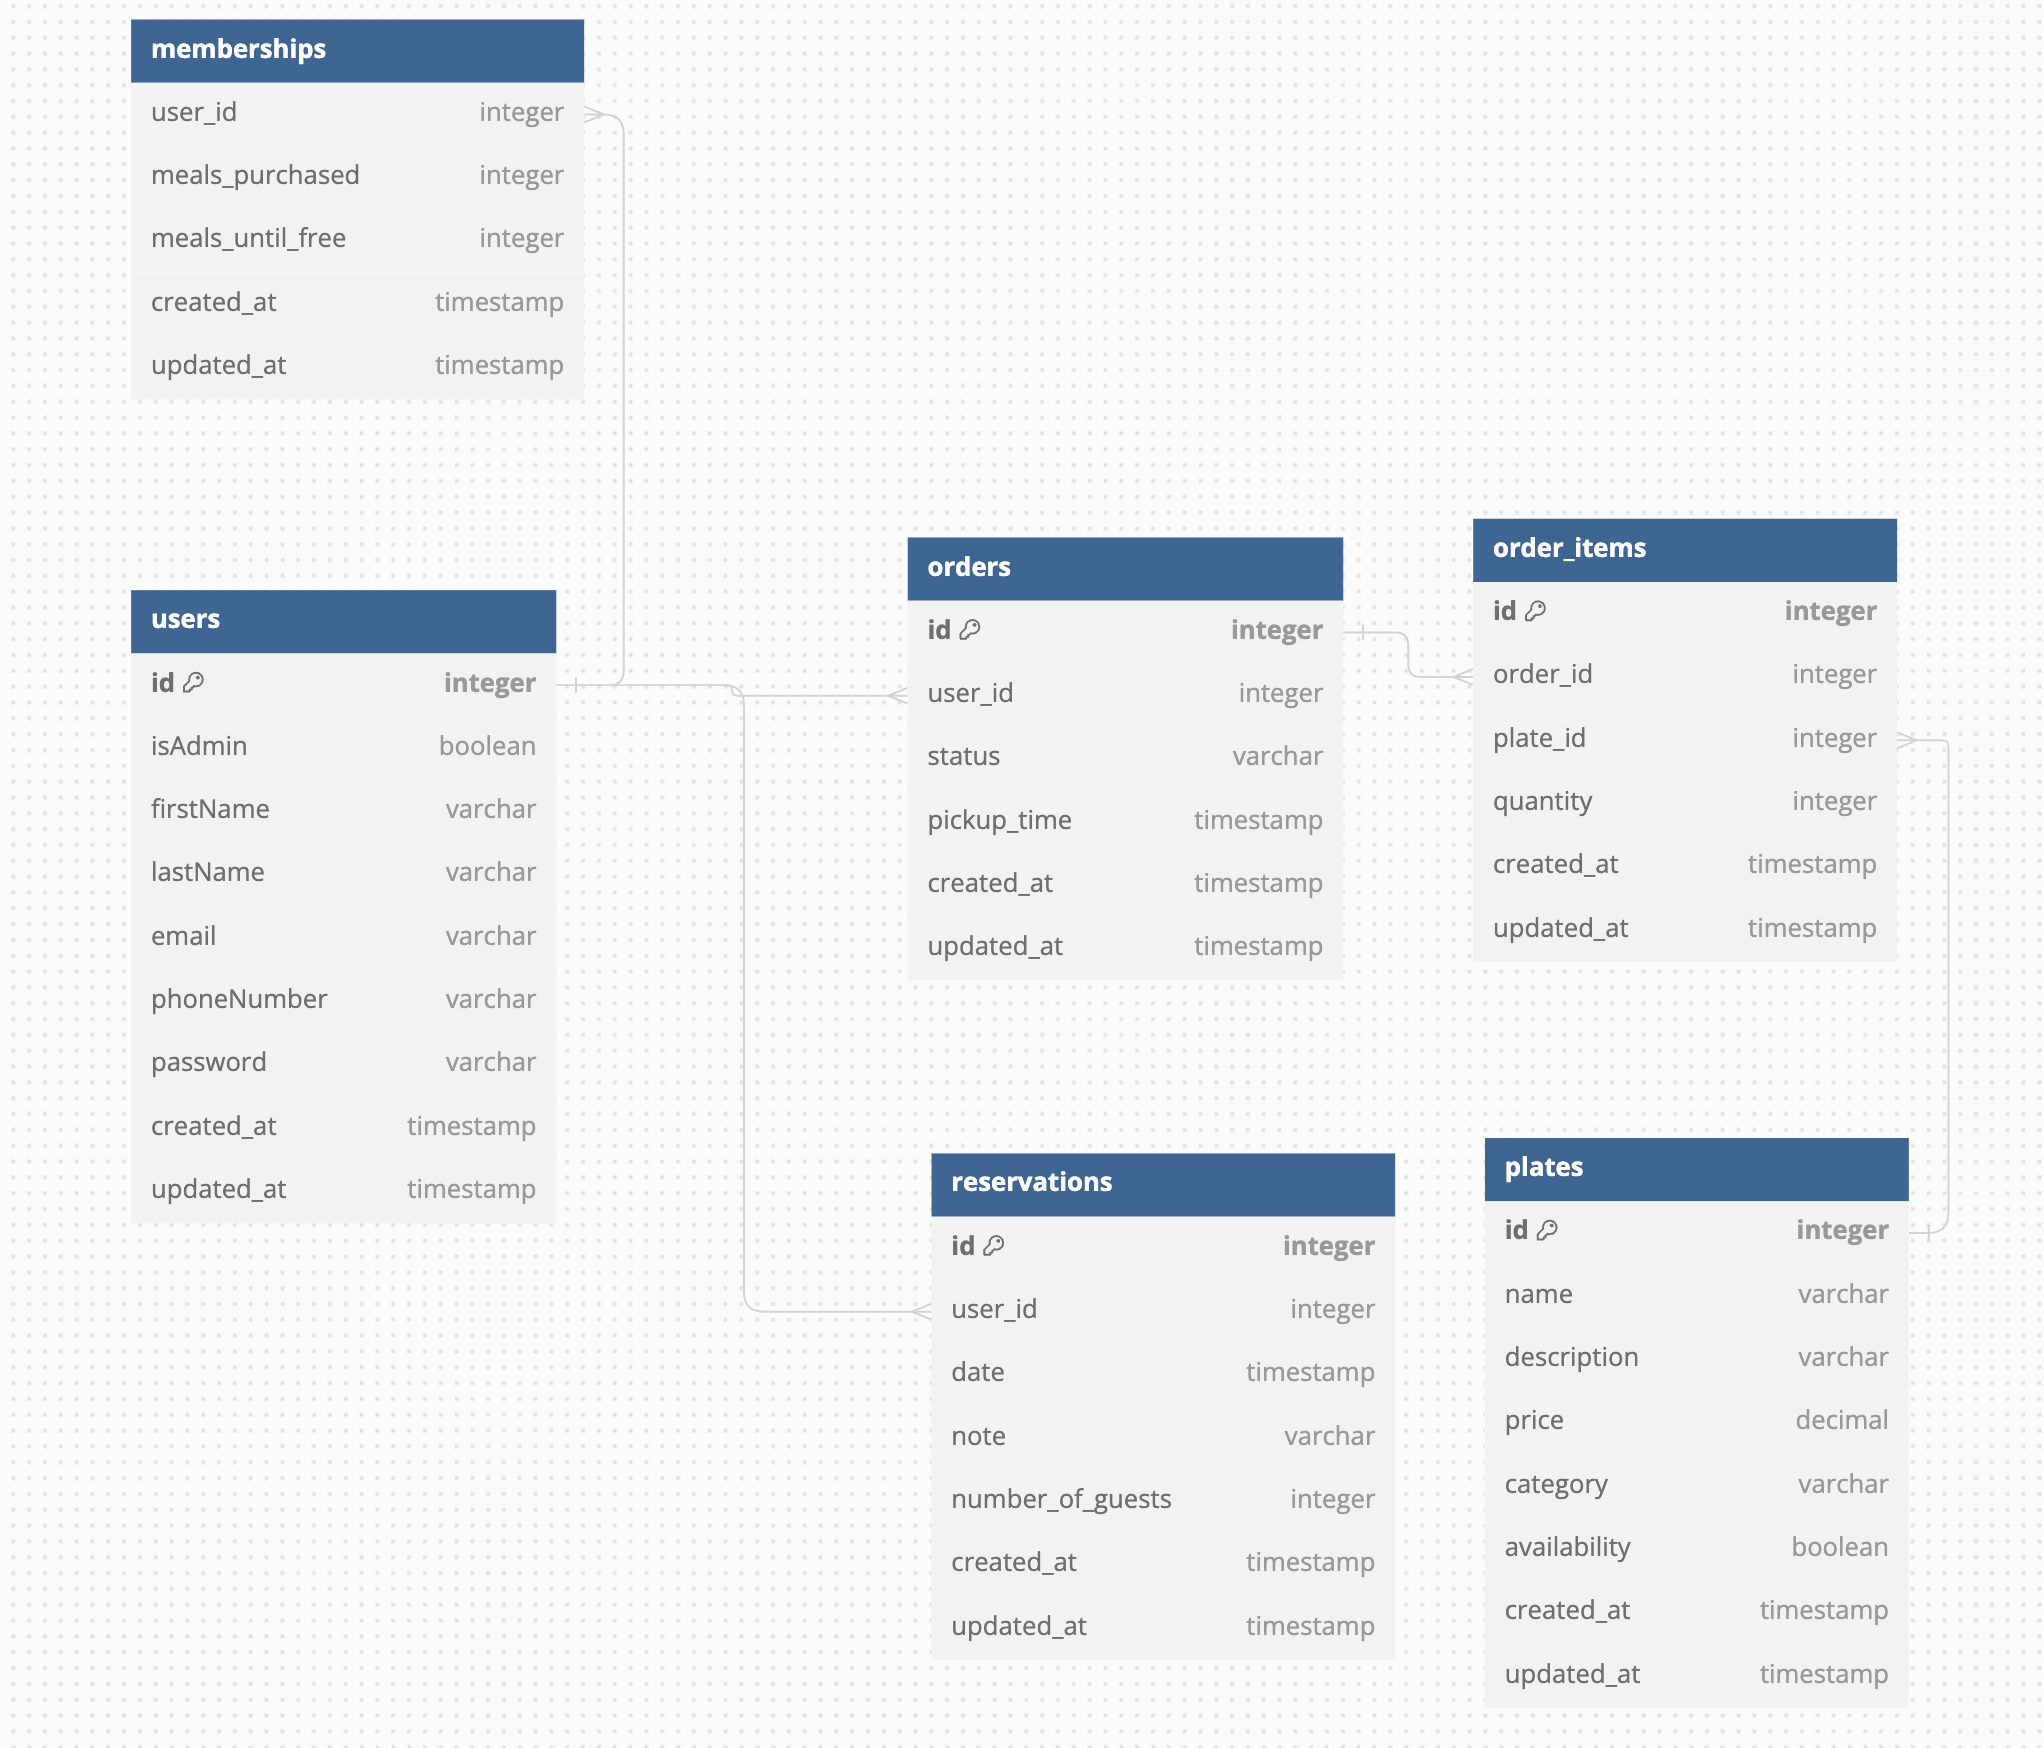 memberships
user_id integer
meals_purchased integer
meals_until_free integer
created_at timestamp
updated_at timestamp
users
id integer
isAdmin boolean
firstName varchar
lastName varchar
email varchar
phoneNumber varchar
password varchar
created_at timestamp
updated_at timestamp
orders
id integer
user_id integer
status varchar
pickup_time timestamp
created_at timestamp
updated_at timestamp
order_items
id integer
order_id integer
plate_id integer
quantity integer
created_at timestamp
updated_at timestamp
reservations
id integer
user_id integer
date timestamp
note varchar
number_of_guests integer
created_at timestamp
updated_at timestamp
plates
id integer
name varchar
description varchar
price decimal
category varchar
availability boolean
created_at timestamp
updated_at timestamp